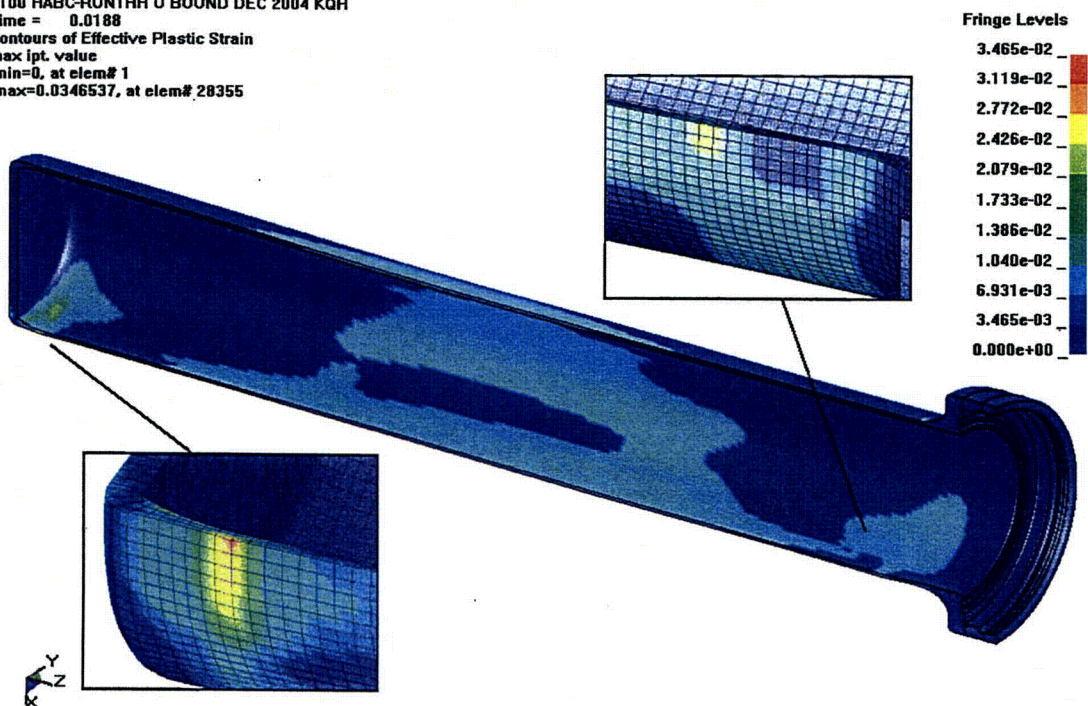 100 HABC-RUN1HH U BOUND DEC 2004 KQH
ime = 0.0188
ontours of Effective Plastic Strain
ax ipt. value
min=0, at elem# 1
max=0.0346537, at elem# 28355
Fringe Levels
3.465e-02
3.119e-02
2.772e-02
2.426e-02
2.079e-02
1.733e-02
1.386e-02
1.040e-02
6.931e-03
3.465e-03
0.000e+00
Y
Z
X